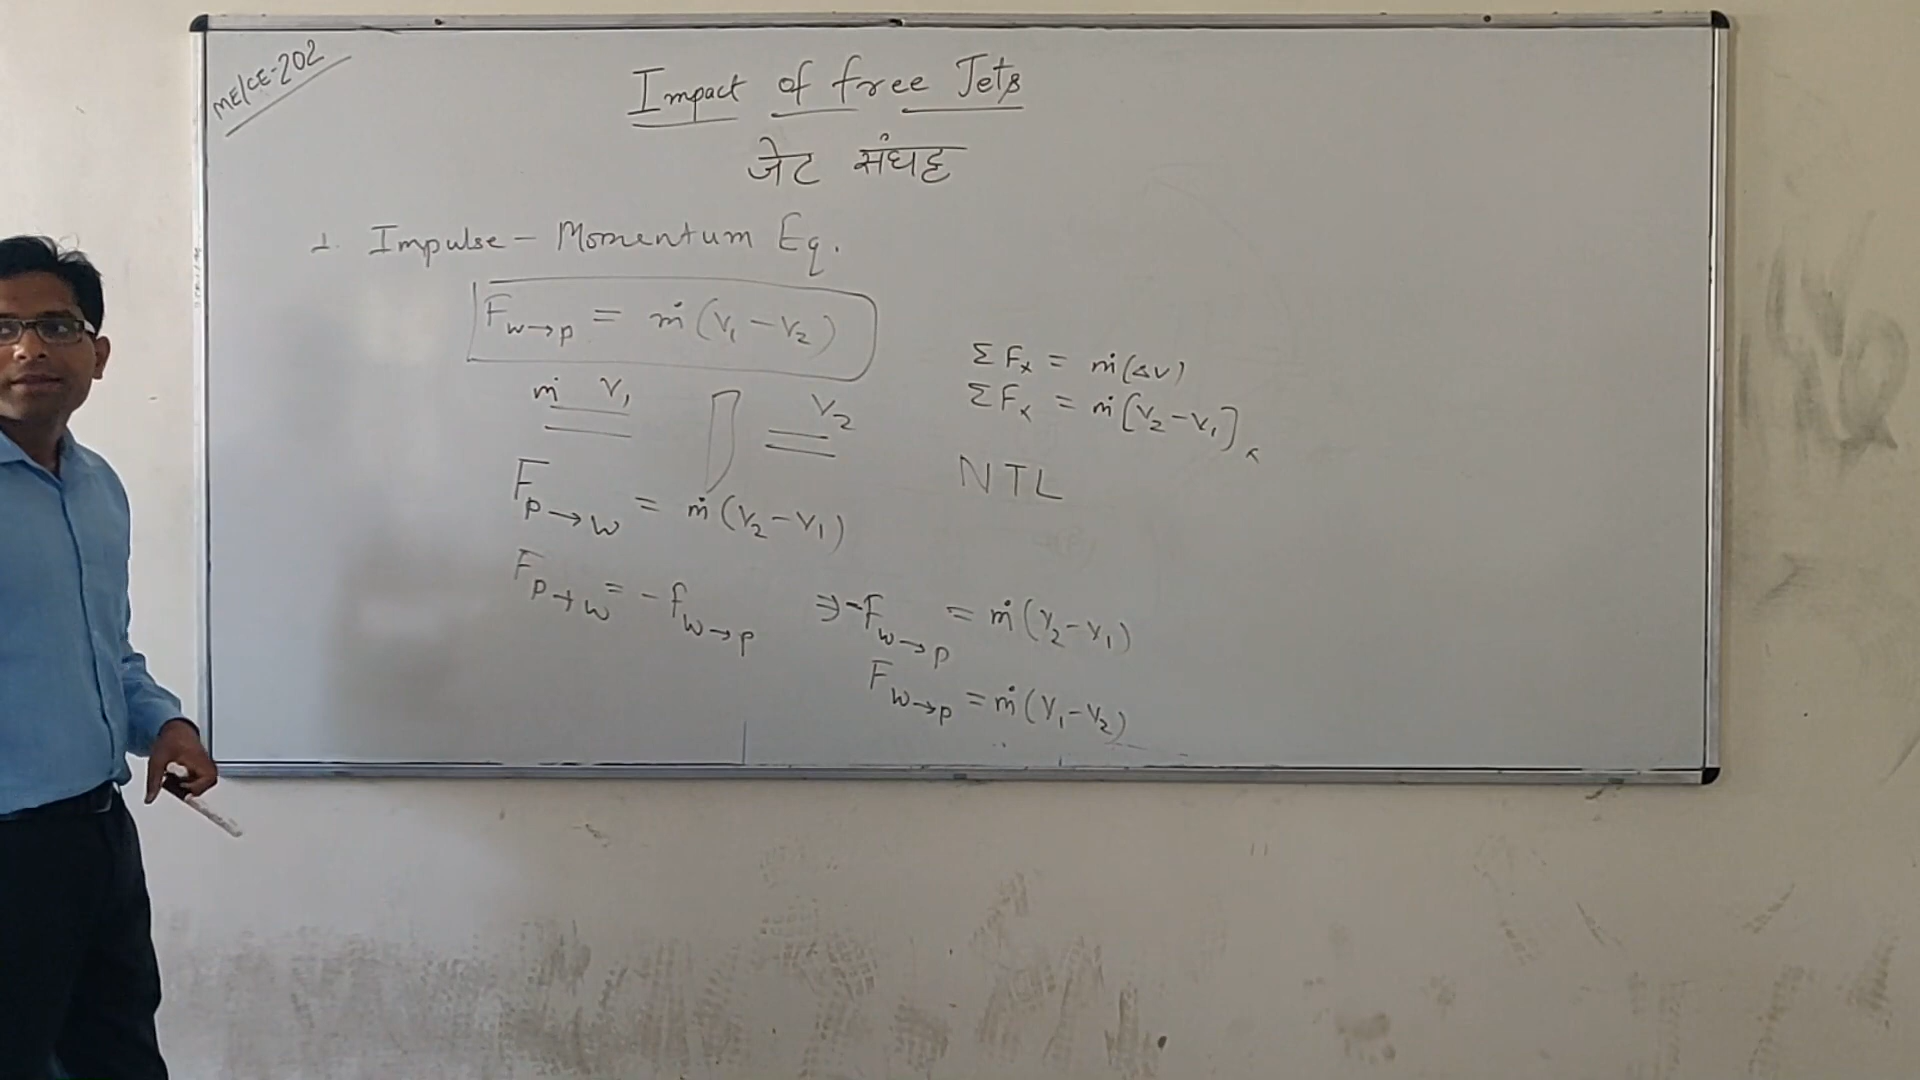 ME/CE-202
Impact of free Jets
जेट संघट्ट
1. Impulse - Momentum Eq.
F_w→p = ṁ(V₁ - V₂)
ṁ V₁ V₂
F_p→w = ṁ(V₂ - V₁)
F_p→w = - F_w→p ⇒ -F_w→p = ṁ(V₂ - V₁)
F_w→p = ṁ(V₁ - V₂)
ΣFₓ = ṁ(ΔV)
ΣFₓ = ṁ[V₂ - V₁]ₓ
NTL